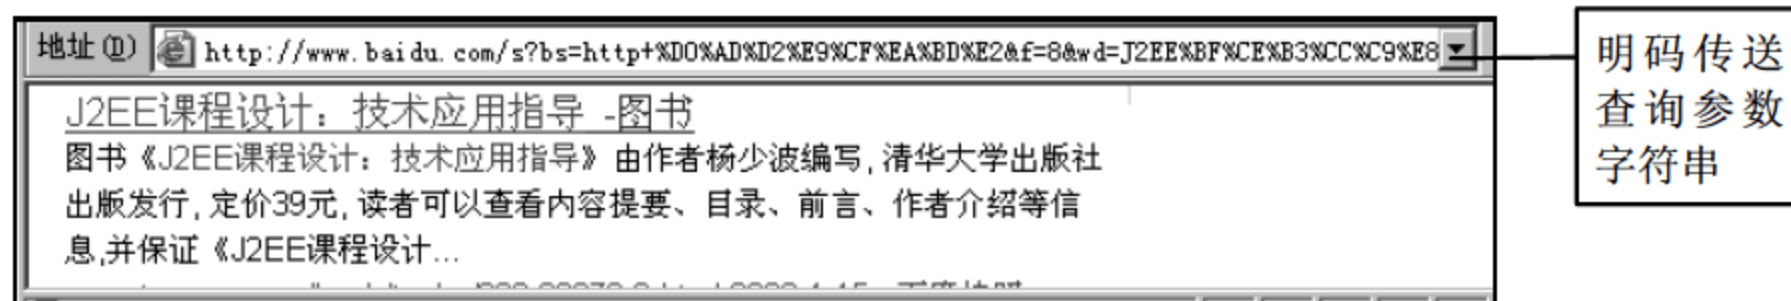 地址(D) http://www.baidu.com/s?bs=http+%D0%AD%D2%E9%CF%EA%BD%E2&f=8&wd=J2EE%BF%CE%B3%CC%C9%E8
明码传送
查询参数
字符串
J2EE课程设计：技术应用指导 -图书
图书《J2EE课程设计：技术应用指导》由作者杨少波编写,清华大学出版社
出版发行,定价39元,读者可以查看内容提要、目录、前言、作者介绍等信
息,并保证《J2EE课程设计...